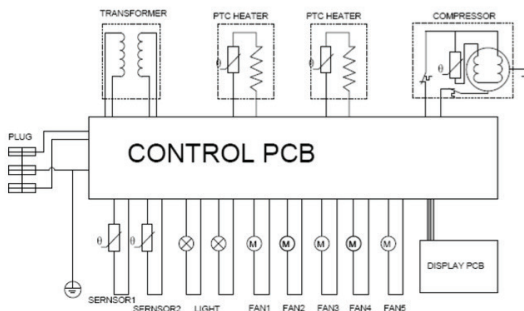 TRANSFORMER
PTC HEATER
PTC HEATER
COMPRESSOR
θ
θ
θ
PLUG
CONTROL PCB
θ
θ
M
M
M
M
M
DISPLAY PCB
SERNSOR1
SERNSOR2
LIGHT
FAN1
FAN2
FAN3
FAN4
FAN5